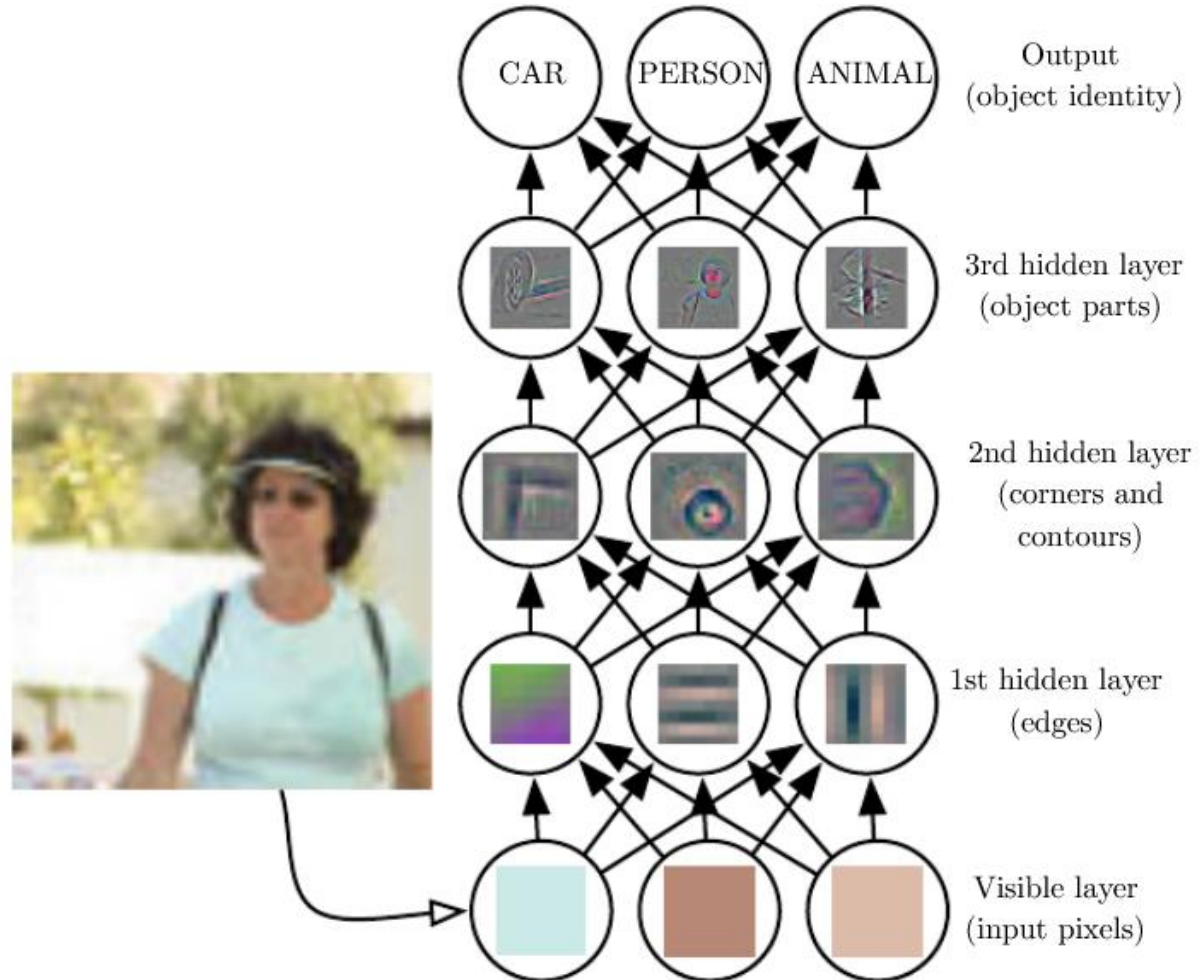 CAR PERSON ANIMAL
Output
(object identity)
3rd hidden layer
(object parts)
2nd hidden layer
(corners and
contours)
1st hidden layer
(edges)
Visible layer
(input pixels)